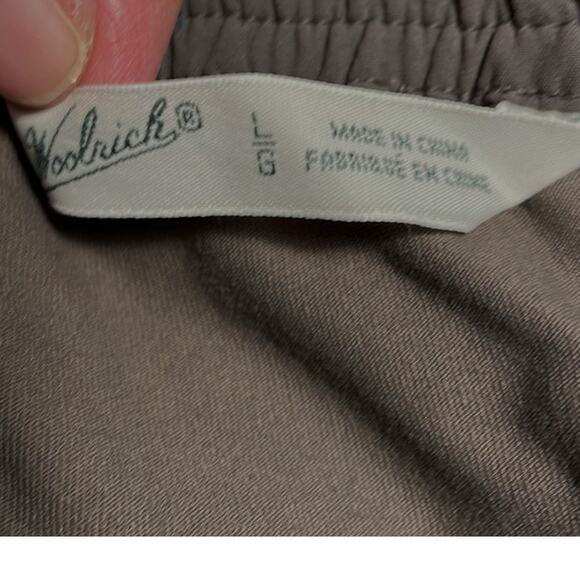 Woolrich®
L
G
MADE IN CHINA
FABRIQUÉ EN CHINE